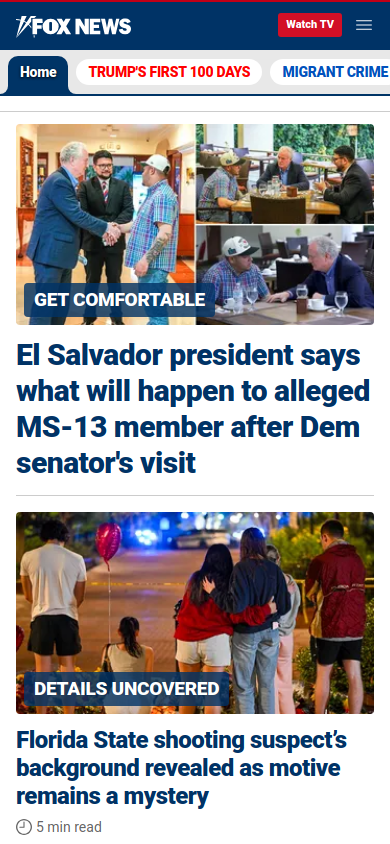 FOX NEWS
Watch TV
Home
TRUMP'S FIRST 100 DAYS
MIGRANT CRIME
GET COMFORTABLE
El Salvador president says
what will happen to alleged
MS-13 member after Dem
senator's visit
DETAILS UNCOVERED
Florida State shooting suspect’s
background revealed as motive
remains a mystery
5 min read